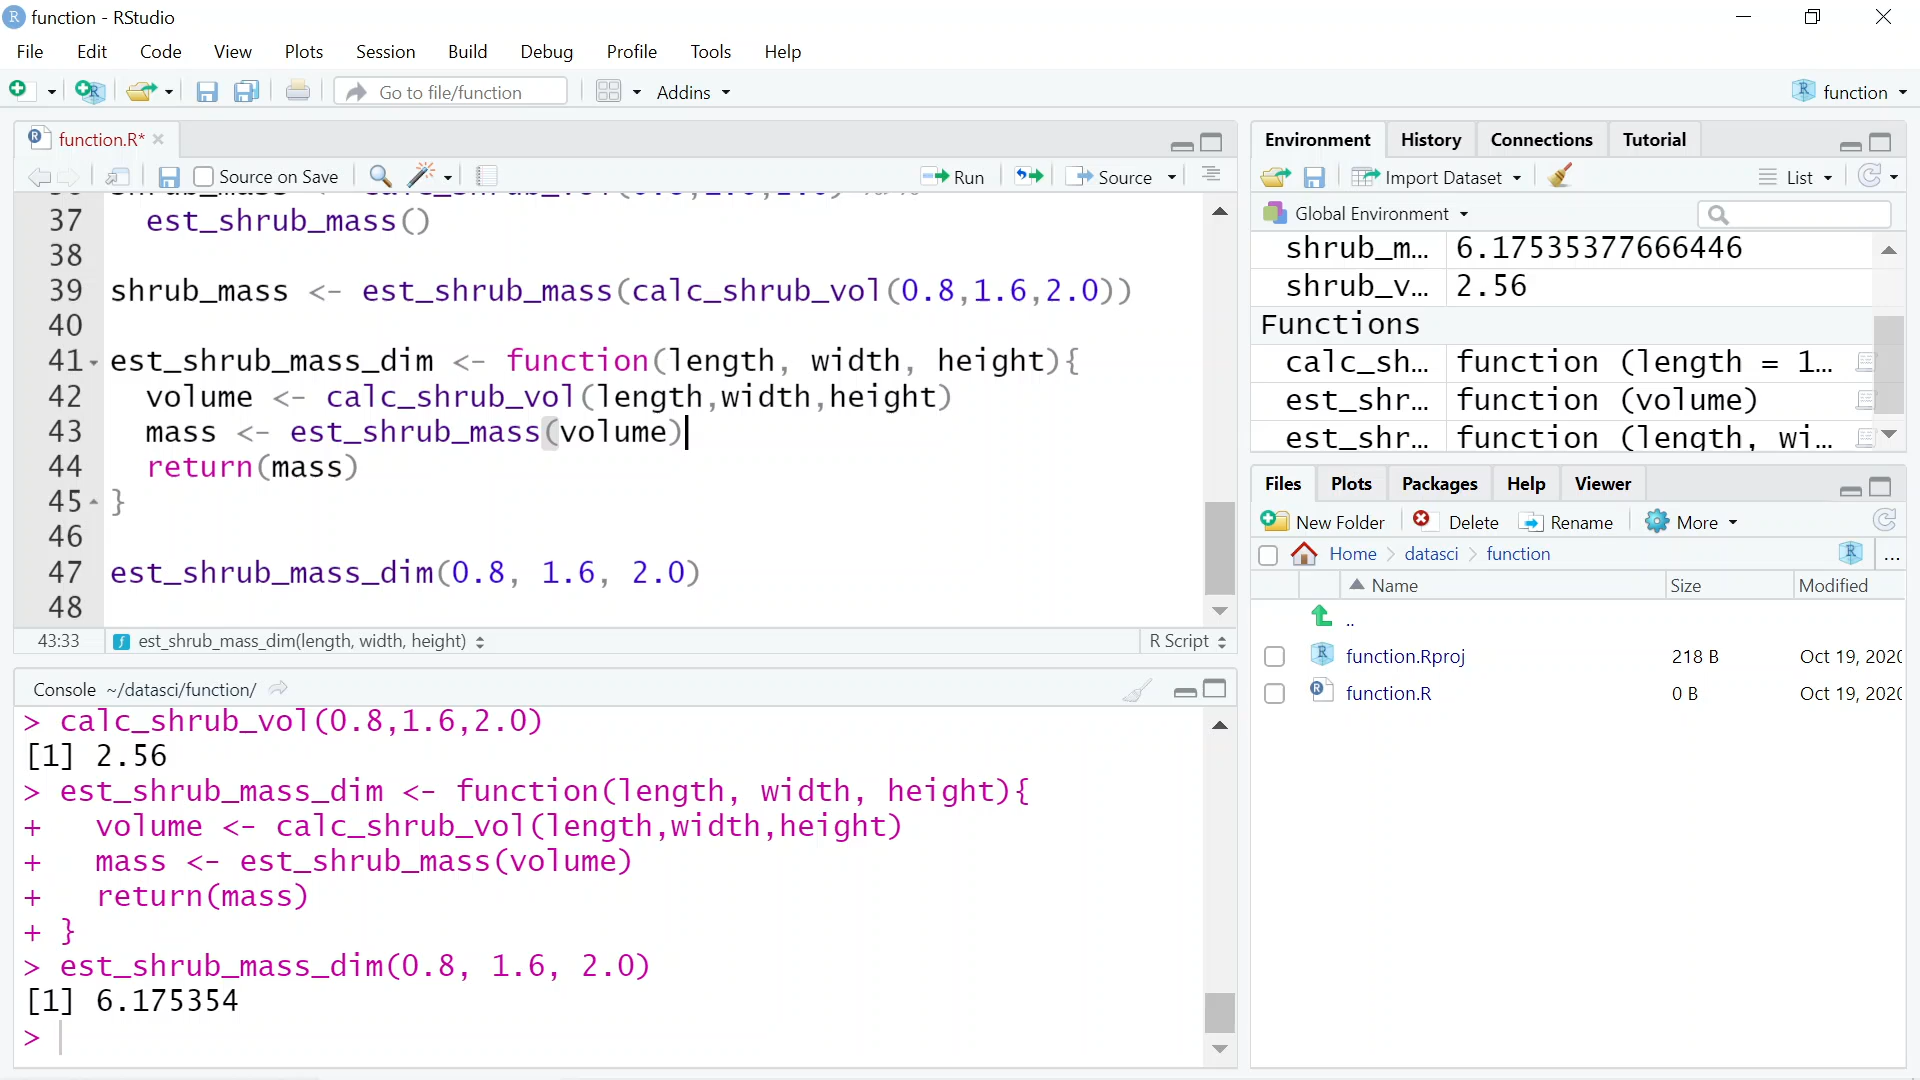 function - RStudio
File Edit Code View Plots Session Build Debug Profile Tools Help
Go to file/function Addins function
function.R*
Source on Save Run Source
37 est_shrub_mass()
38
39 shrub_mass <- est_shrub_mass(calc_shrub_vol(0.8,1.6,2.0))
40
41 est_shrub_mass_dim <- function(length, width, height){
42 volume <- calc_shrub_vol(length,width,height)
43 mass <- est_shrub_mass(volume)
44 return(mass)
45 }
46
47 est_shrub_mass_dim(0.8, 1.6, 2.0)
48
43:33 est_shrub_mass_dim(length, width, height) R Script
Console ~/datasci/function/
> calc_shrub_vol(0.8,1.6,2.0)
[1] 2.56
> est_shrub_mass_dim <- function(length, width, height){
+ volume <- calc_shrub_vol(length,width,height)
+ mass <- est_shrub_mass(volume)
+ return(mass)
+ }
> est_shrub_mass_dim(0.8, 1.6, 2.0)
[1] 6.175354
>
Environment History Connections Tutorial
Import Dataset List
Global Environment
shrub_m... 6.17535377666446
shrub_v... 2.56
Functions
calc_sh... function (length = 1...
est_shr... function (volume)
est_shr... function (length, wi...
Files Plots Packages Help Viewer
New Folder Delete Rename More
Home datasci function ...
Name Size Modified
..
function.Rproj 218 B Oct 19, 2020
function.R 0 B Oct 19, 2020